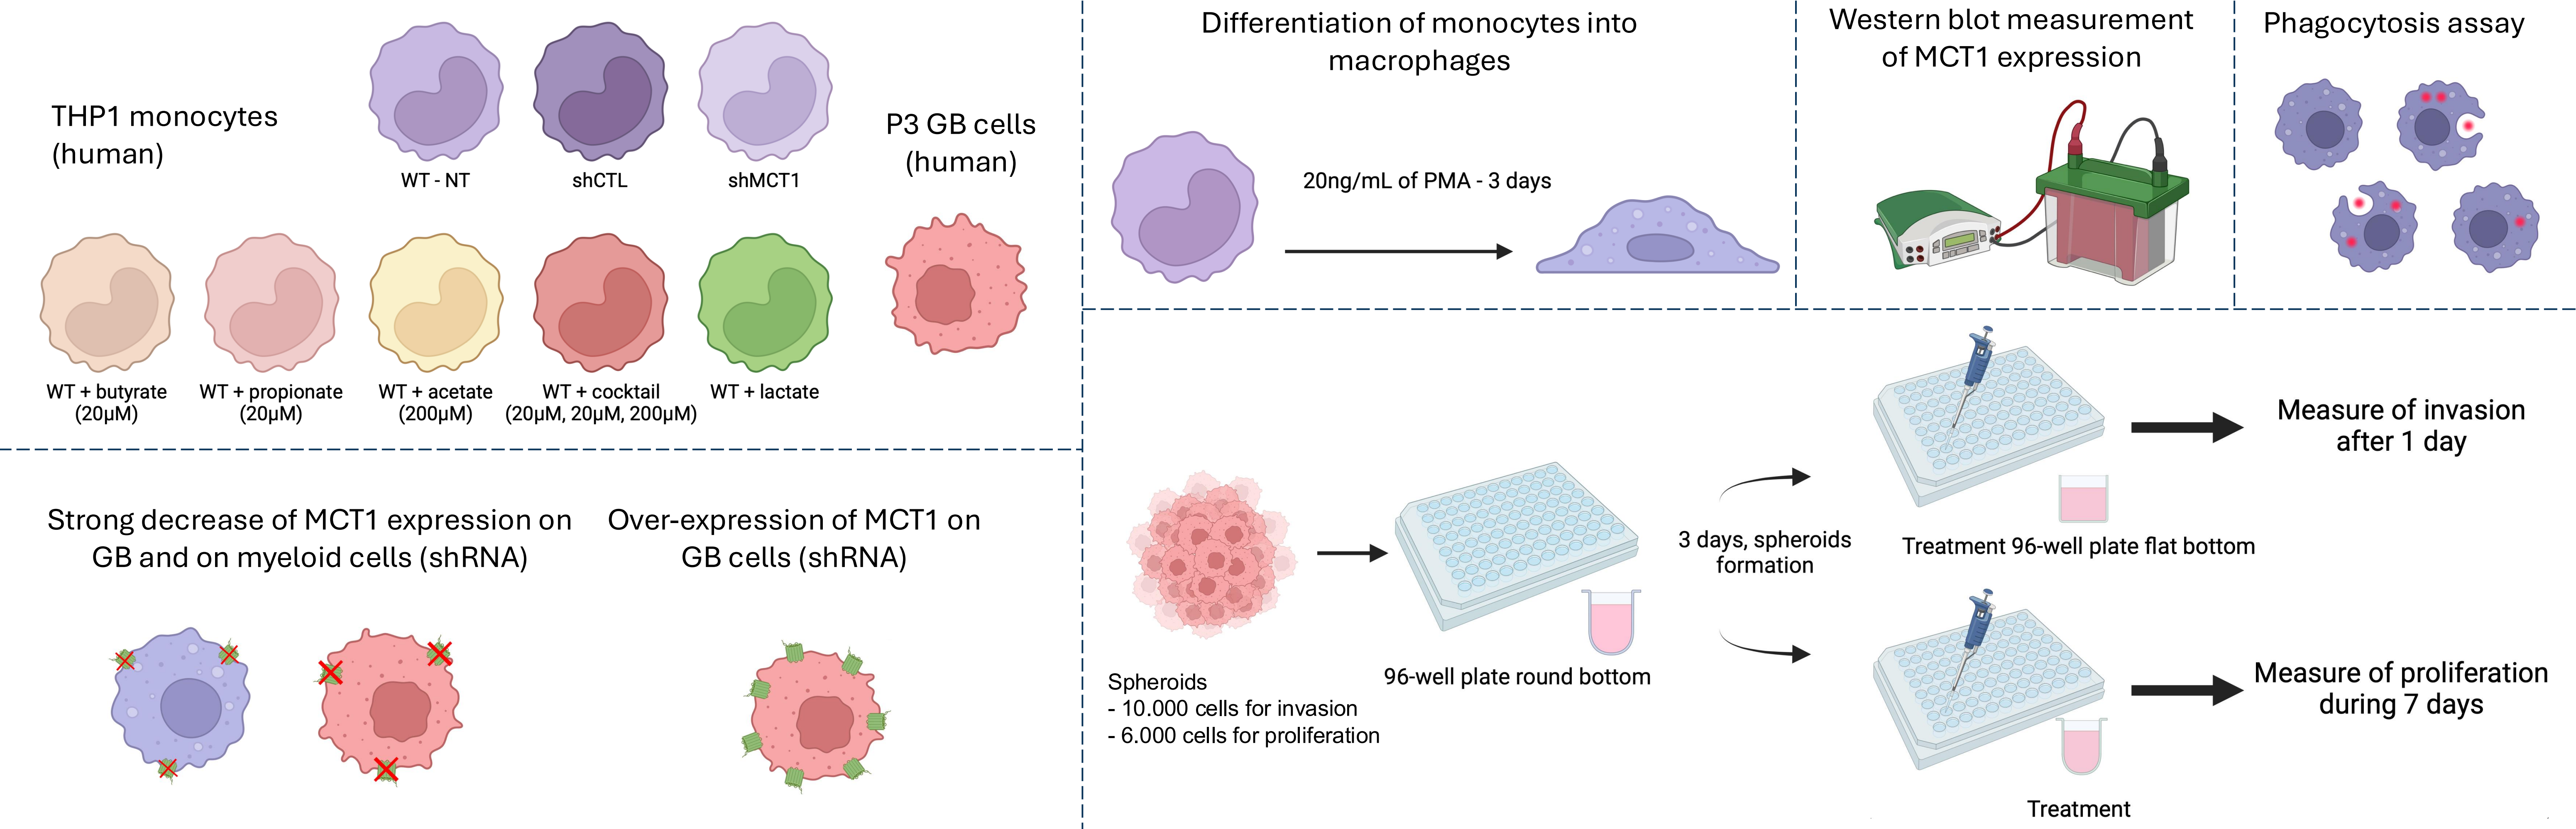 THP1 monocytes
(human)
WT - NT
shCTL
shMCT1
P3 GB cells
(human)
WT + butyrate
(20µM)
WT + propionate
(20µM)
WT + acetate
(200µM)
WT + cocktail
(20µM, 20µM, 200µM)
WT + lactate
Strong decrease of MCT1 expression on
GB and on myeloid cells (shRNA)
Over-expression of MCT1 on
GB cells (shRNA)
Differentiation of monocytes into
macrophages
20ng/mL of PMA - 3 days
Western blot measurement
of MCT1 expression
Phagocytosis assay
Spheroids
- 10.000 cells for invasion
- 6.000 cells for proliferation
96-well plate round bottom
3 days, spheroids
formation
Treatment 96-well plate flat bottom
Measure of invasion
after 1 day
Treatment
Measure of proliferation
during 7 days